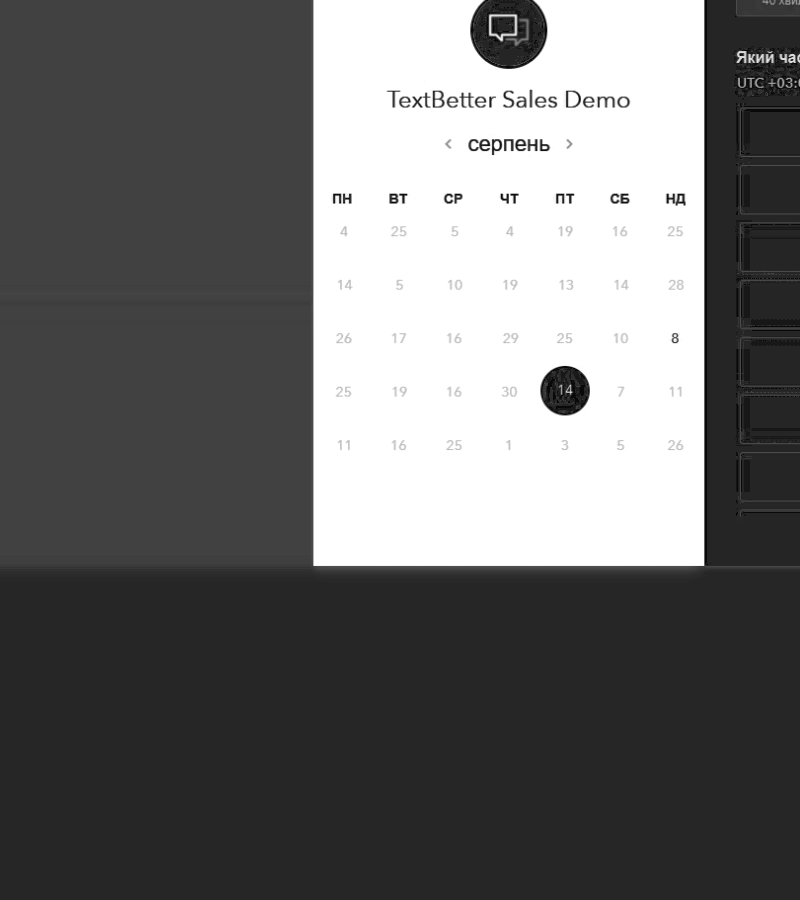 40 хвил
TextBetter Sales Demo
Який час
UTC +03:
< серпень >
ПН ВТ СР ЧТ ПТ СБ НД
4 25 5 4 19 16 25
14 5 10 19 13 14 28
26 17 16 29 25 10 8
25 19 16 30 14 7 11
11 16 25 1 3 5 26